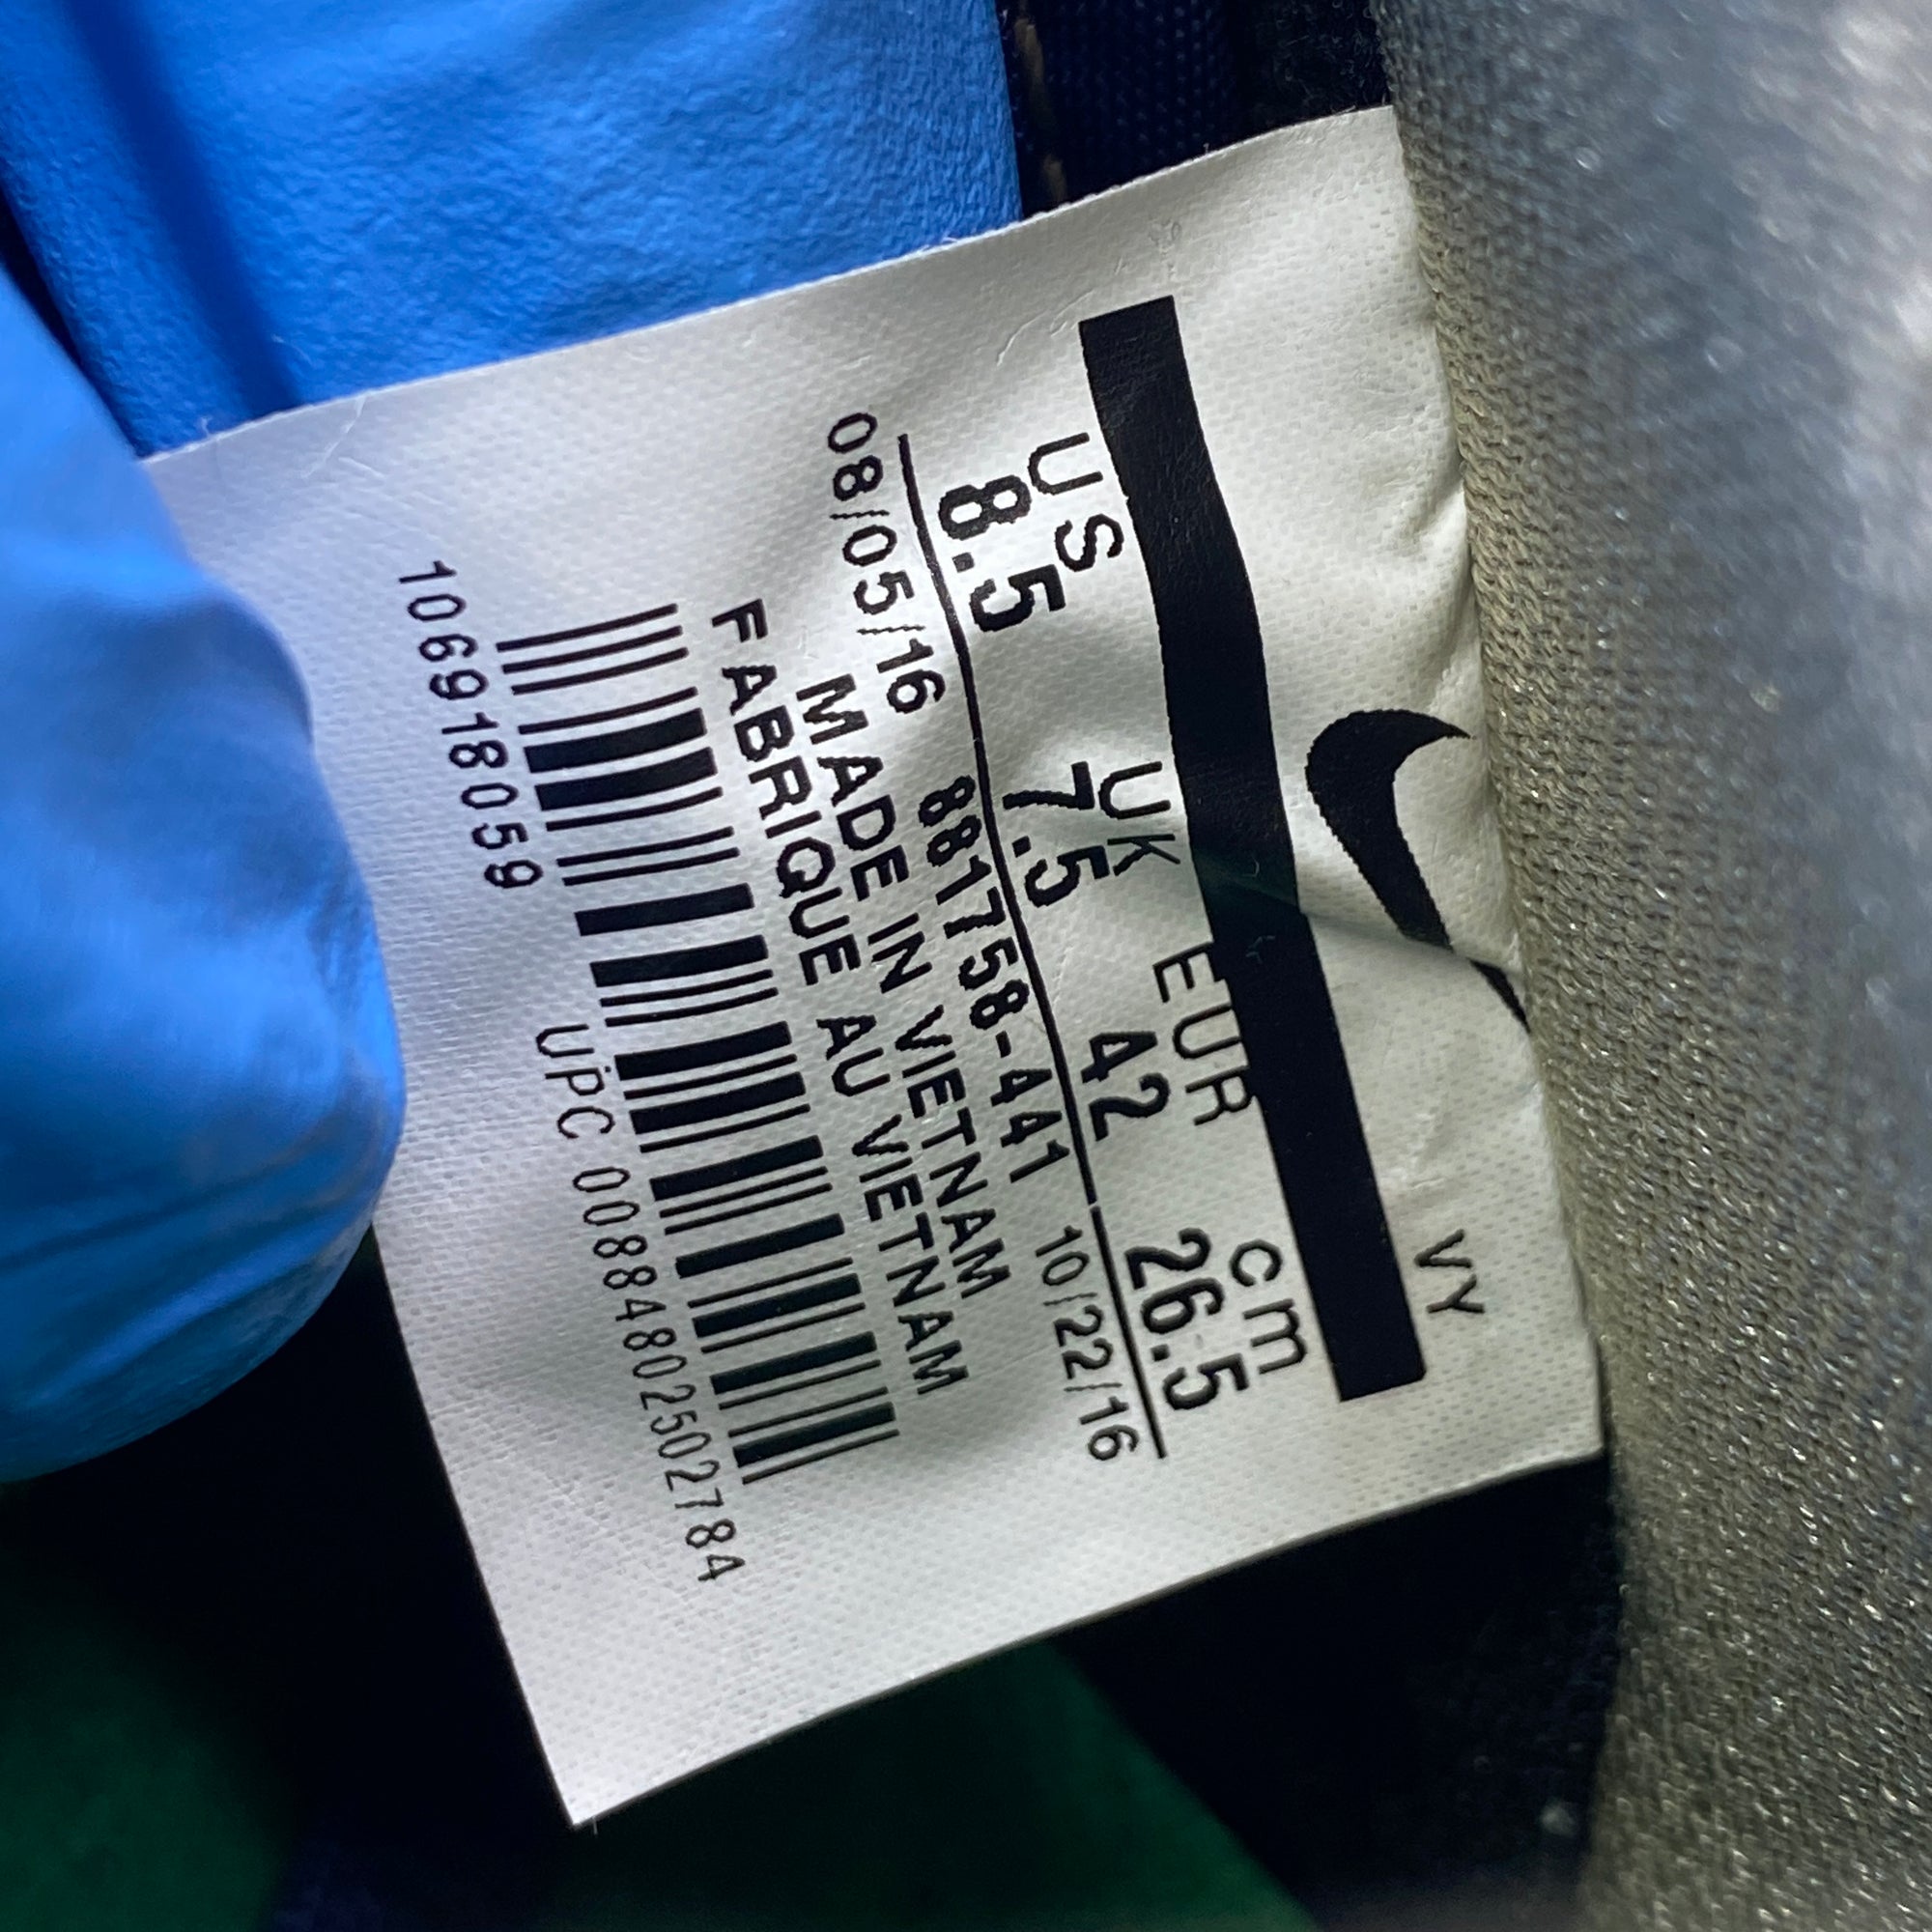 VY
US UK EUR cm
8.5 7.5 42 26.5
08/05/16 881758-441 10/22/16
MADE IN VIETNAM
FABRIQUE AU VIETNAM
106918059 UPC 00884802502784